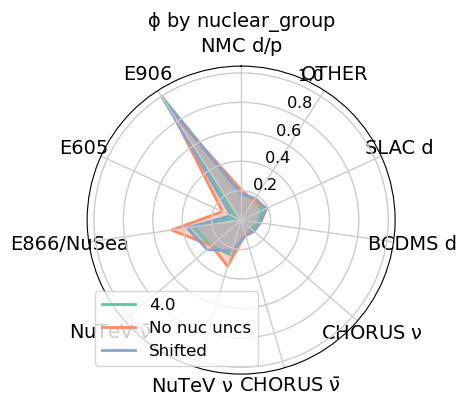 ϕ by nuclear_group
NMC d/p
E906
1.0
OTHER
0.8
0.6
E605
0.4
SLAC d
0.2
E866/NuSea
BCDMS d
4.0
No nuc uncs
Shifted
NuTeV ν̄
CHORUS ν
NuTeV ν
CHORUS ν̄